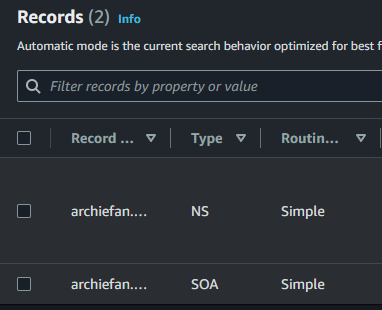 Records (2) Info
Automatic mode is the current search behavior optimized for best f
Filter records by property or value
Record ... Type Routin...
archiefan.... NS Simple
archiefan.... SOA Simple